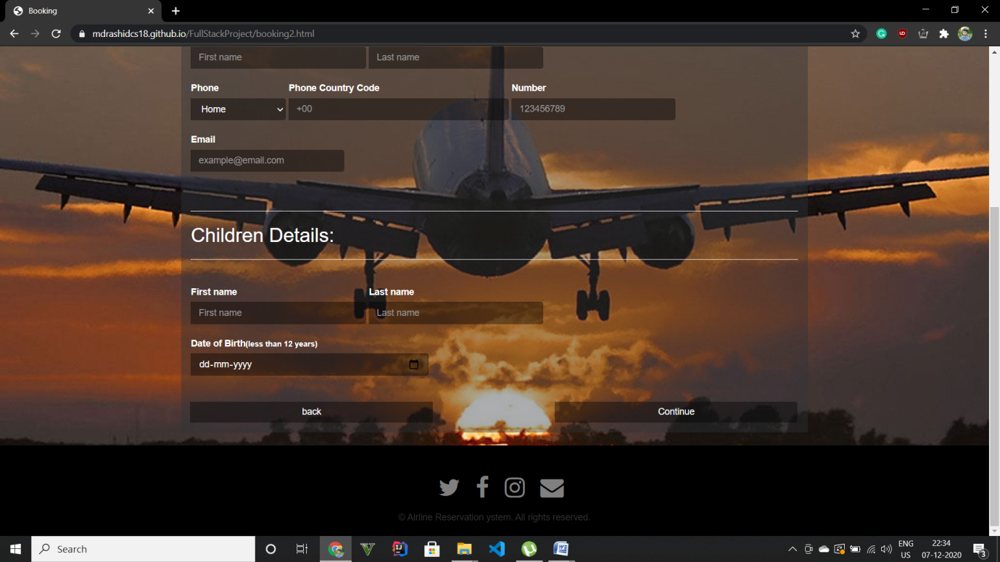 Booking
mdrashidcs18.github.io/FullStackProject/booking2.html
First name Last name
Phone Phone Country Code Number
Home +00 123456789
Email
example@email.com
Children Details:
First name Last name
First name Last name
Date of Birth(less than 12 years)
dd-mm-yyyy
back Continue
© Airline Reservation ystem. All rights reserved.
Search
ENG 22:34
US 07-12-2020 3